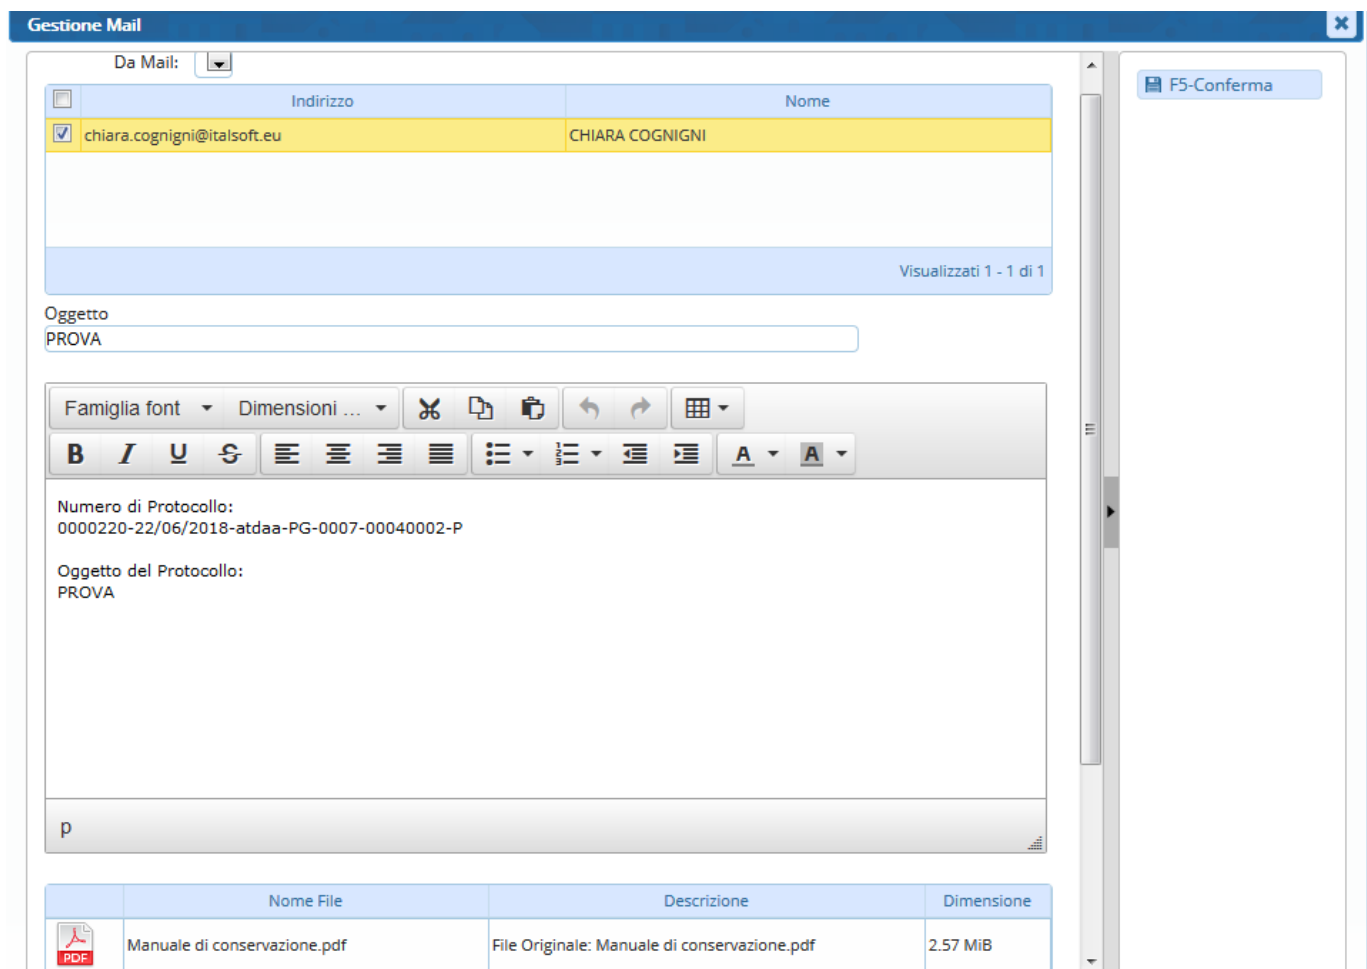 Gestione Mail
Da Mail:
F5-Conferma
Indirizzo Nome
chiara.cognigni@italsoft.eu CHIARA COGNIGNI
Visualizzati 1 - 1 di 1
Oggetto
PROVA
Famiglia font Dimensioni ...
B I U S A A
Numero di Protocollo:
0000220-22/06/2018-atdaa-PG-0007-00040002-P
Oggetto del Protocollo:
PROVA
p
Nome File Descrizione Dimensione
PDF Manuale di conservazione.pdf File Originale: Manuale di conservazione.pdf 2.57 MiB